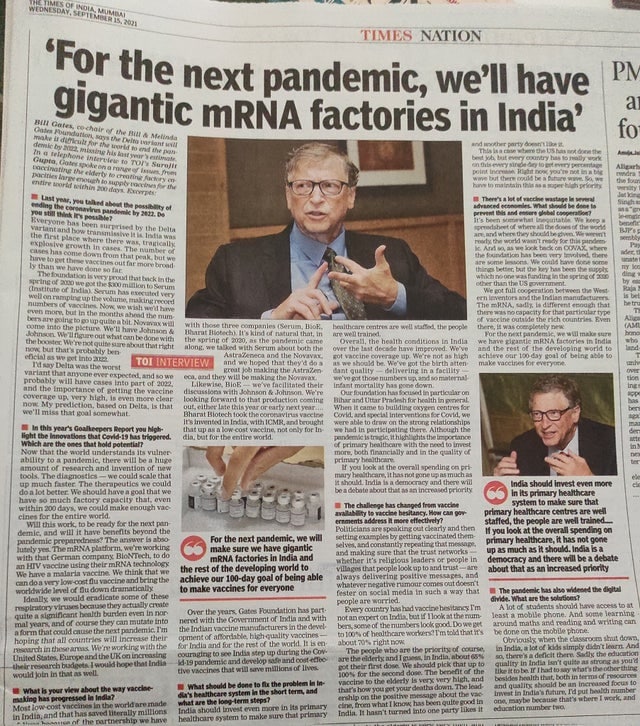 THE TIMES OF INDIA, MUMBAI
WEDNESDAY, SEPTEMBER 15, 2021
TIMES NATION
‘For the next pandemic, we’ll have
gigantic mRNA factories in India’
Bill Gates, co-chair of the Bill & Melinda
Gates Foundation, says the Delta variant will
make it difficult for the world to end the pan-
demic by 2022, missing his last year's estimate.
In a telephone interview to TOI's Surojit
Gupta, Gates spoke on a range of issues, from
vaccinating the elderly to creating factory ca-
pacities large enough to supply vaccines for the
entire world within 200 days. Excerpts:
Last year, you talked about the possibility of
ending the coronavirus pandemic by 2022. Do
you still think it's possible?
Everyone has been surprised by the Delta
variant and how transmissive it is. India was
the first place where there was, tragically,
explosive growth in cases. The number of
cases has come down from that peak, but we
have to get these vaccines out far more broad-
ly than we have done so far.
The foundation is very proud that back in the
spring of 2020 we got the $300 million to Serum
(Institute of India). Serum has executed very
well on ramping up the volume, making record
numbers of vaccines. Now, we wish we'd have
even more, but in the months ahead the num-
bers are going to go up quite a bit. Novavax will
come into the picture. We'll have Johnson &
Johnson. We'll figure out what can be done with
the booster. We're not quite sure about that right
now, but that's probably ben-
eficial as we get into 2022.
I'd say Delta was the worst
variant that anyone ever expected, and so we
probably will have cases into part of 2022,
and the importance of getting the vaccine
coverage up, very high, is even more clear
now. My prediction, based on Delta, is that
we'll miss that goal somewhat.
In this year's Goalkeepers Report you high-
light the innovations that Covid-19 has triggered.
Which are the ones that hold potential?
Now that the world understands its vulner-
ability to a pandemic, there will be a huge
amount of research and invention of new
tools. The diagnostics — we could scale that
up much faster. The therapeutics we could
do a lot better. We should have a goal that we
have so much factory capacity that, even
within 200 days, we could make enough vac-
cines for the entire world.
Will this work, to be ready for the next pan-
demic, and will it have benefits beyond the
pandemic preparedness? The answer is abso-
lutely yes. The mRNA platform, we're working
with that German company, BioNTech, to do
an HIV vaccine using their mRNA technology.
We have a malaria vaccine. We think that we
can do a very low-cost flu vaccine and bring the
worldwide level of flu down dramatically.
Ideally, we would eradicate some of these
respiratory viruses because they actually create
quite a significant health burden even in nor-
mal years, and of course they can mutate into
a form that could cause the next pandemic. I'm
hoping that all countries will increase their
research in these areas. We're working with the
United States, Europe and the UK on increasing
their research budgets. I would hope that India
would join in that as well.
What is your view about the way vaccine-
making has progressed in India?
Most low-cost vaccines in the world are made
in India, and that has saved literally millions
of the partnership we have
TOI INTERVIEW
with those three companies (Serum, BioE,
Bharat Biotech). It's kind of natural that, in
the spring of 2020, as the pandemic came
along, we talked with Serum about both the
AstraZeneca and the Novavax,
and we hoped that they'd do a
great job making the AstraZen-
eca, and they will be making the Novavax.
Likewise, BioE — we've facilitated their
discussions with Johnson & Johnson. We're
looking forward to that production coming
out, either late this year or early next year...
Bharat Biotech took the coronavirus vaccine
it's invented in India, with ICMR, and brought
that up as a low-cost vaccine, not only for In-
dia, but for the entire world.
For the next pandemic, we will
make sure we have gigantic
mRNA factories in India and
the rest of the developing world to
achieve our 100-day goal of being able
to make vaccines for everyone
Over the years, Gates Foundation has part-
nered with the Government of India and with
the Indian vaccine manufacturers in the devel-
opment of affordable, high-quality vaccines —
for India and for the rest of the world. It is en-
couraging to see India step up during the Cov-
id-19 pandemic and develop safe and cost-effec-
tive vaccines that will save millions of lives.
What should be done to fix the problem in In-
dia's healthcare system in the short term, and
what are the long-term steps?
India should invest even more in its primary
healthcare system to make sure that primary
healthcare centres are well staffed, the people
are well trained.
Overall, the health conditions in India
over the last decade have improved. We've
got vaccine coverage up. We're not as high
as we should be. We've got the birth atten-
dant quality — delivering in a facility —
we've got those numbers up, and so maternal-
infant mortality has gone down.
Our foundation has focused in particular on
Bihar and Uttar Pradesh for health in general.
When it came to building oxygen centres for
Covid, and special interventions for Covid, we
were able to draw on the strong relationships
we had in participating there. Although the
pandemic is tragic, it highlights the importance
of primary healthcare with the need to invest
more, both financially and in the quality of
primary healthcare.
If you look at the overall spending on pri-
mary healthcare, it has not gone up as much as
it should. India is a democracy and there will
be a debate about that as an increased priority.
The challenge has changed from vaccine
availability to vaccine hesitancy. How can gov-
ernments address it more effectively?
Politicians are speaking out clearly and then
setting examples by getting vaccinated them-
selves, and constantly repeating that message,
and making sure that the trust networks —
whether it's religious leaders or people in
villages that people look up to and trust — are
always delivering positive messages, and
whatever negative rumour comes out doesn't
fester on social media in such a way that
people are worried.
Every country has had vaccine hesitancy. I'm
not an expert on India, but if I look at the num-
bers, some of the numbers look good. Do we get
to 100% of healthcare workers? I'm told that it's
about 70% right now.
The people who are the priority, of course,
are the elderly, and I guess, in India, about 65%
got their first dose. We should pick that up to
100% for the second dose. The benefit of the
vaccine to the elderly is very, very high, and
that's how you get your deaths down. The lead-
ership on the positive message about the vac-
cine, from what I know, has been quite good in
India. It hasn't turned into one party likes it
and another party doesn't like it.
This is a case where the US has not done the
best job, but every country has to really work
on this every single day to get every percentage
point increase. Right now, you're not in a big
wave but there could be a future wave. So, we
have to maintain this as a super-high priority.
There's a lot of vaccine wastage in several
advanced economies. What should be done to
prevent this and ensure global cooperation?
It's been somewhat inequitable. We keep a
spreadsheet of where all the doses of the world
are, and where they should be given. We weren't
ready, the world wasn't ready for this pandem-
ic. And so, as we look back on COVAX, where
the foundation has been very involved, there
are some lessons. We could have done some
things better, but the key has been the supply,
which no one was funding in the spring of 2020
other than the US government.
We got full cooperation between the West-
ern inventors and the Indian manufacturers.
The mRNA, sadly, is different enough that
there was no capacity for that particular type
of vaccine outside the rich countries. Even
there, it was completely new.
For the next pandemic, we will make sure
we have gigantic mRNA factories in India
and the rest of the developing world to
achieve our 100-day goal of being able to
make vaccines for everyone.
India should invest even more
in its primary healthcare
system to make sure that
primary healthcare centres are well
staffed, the people are well trained....
If you look at the overall spending on
primary healthcare, it has not gone
up as much as it should. India is a
democracy and there will be a debate
about that as an increased priority
The pandemic has also widened the digital
divide. What are the solutions?
A lot of students should have access to at
least a mobile phone. And some learning
around maths and reading and writing can
be done on the mobile phone.
Obviously, when the classroom shut down,
in India, a lot of kids simply didn't learn. And
so, there's a deficit there. Sadly, the education
quality in India isn't quite as strong as you'd
like it to be. If I had to say what's the other thing
besides health that, both in terms of resources
and quality, should be an increased focus to
invest in India's future, I'd put health number
one, maybe because that's where I work, and
education number two.
PM